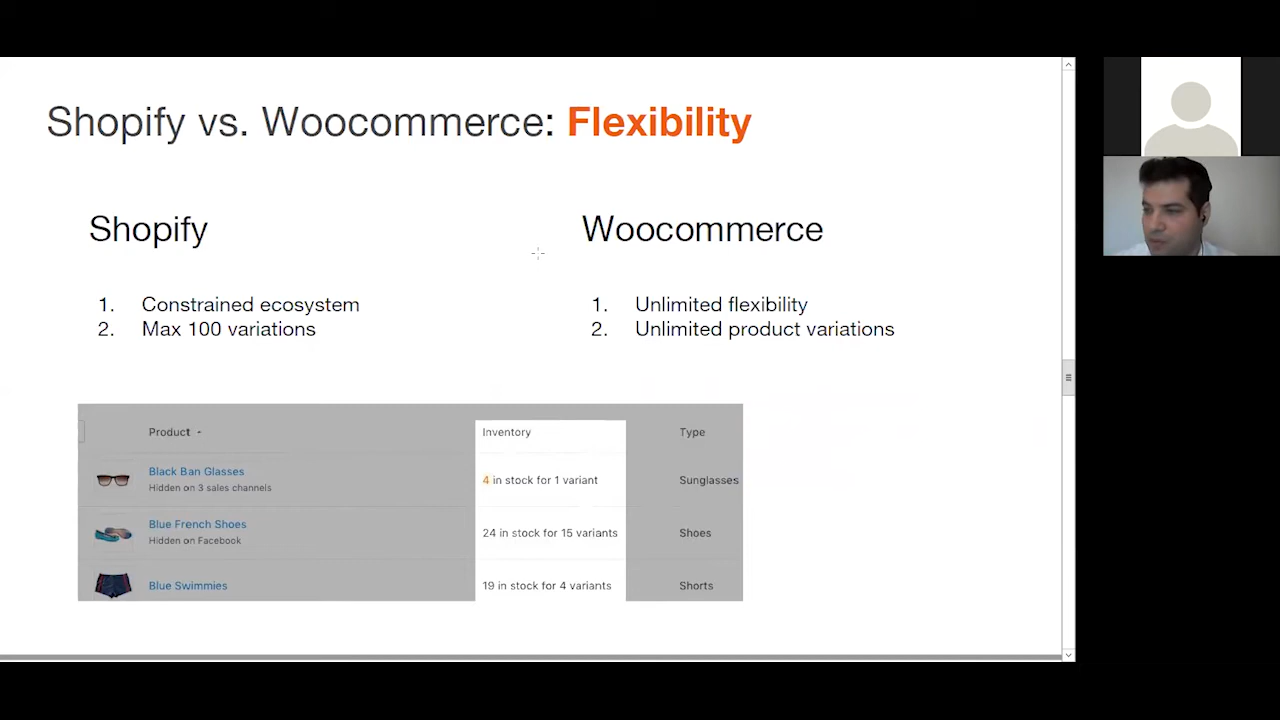 Shopify vs. Woocommerce: Flexibility
Shopify
1. Constrained ecosystem
2. Max 100 variations
Woocommerce
1. Unlimited flexibility
2. Unlimited product variations
Product Inventory Type
Black Ban Glasses
Hidden on 3 sales channels
4 in stock for 1 variant
Sunglasses
Blue French Shoes
Hidden on Facebook
24 in stock for 15 variants
Shoes
Blue Swimmies
19 in stock for 4 variants
Shorts